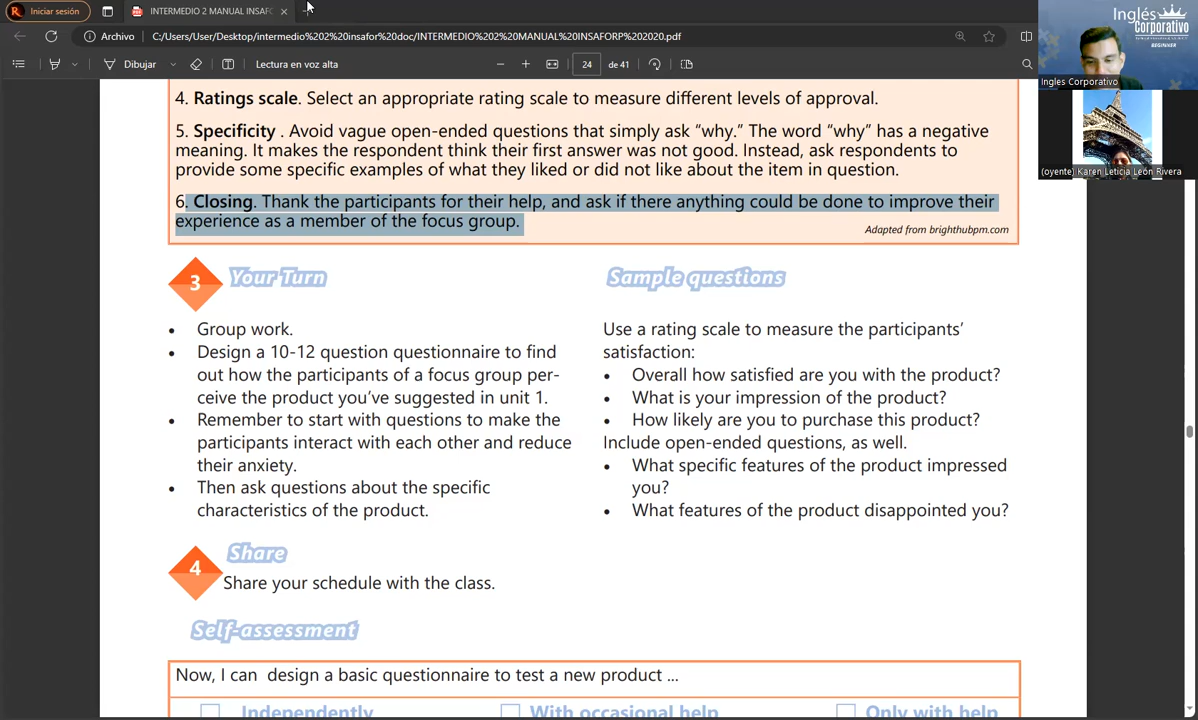 Iniciar sesión
INTERMEDIO 2 MANUAL INSAFO
Archivo
C:/Users/User/Desktop/intermedio%202%20insafor%20doc/INTERMEDIO%202%20MANUAL%20INSAFORP%202020.pdf
Dibujar
Lectura en voz alta
24
de 41
Inglés
Corporativo
BEGINNER
Ingles Corporativo
(oyente) Karen Leticia León Rivera
4. Ratings scale. Select an appropriate rating scale to measure different levels of approval.
5. Specificity . Avoid vague open-ended questions that simply ask “why.” The word “why” has a negative
meaning. It makes the respondent think their first answer was not good. Instead, ask respondents to
provide some specific examples of what they liked or did not like about the item in question.
6. Closing. Thank the participants for their help, and ask if there anything could be done to improve their
experience as a member of the focus group.
Adapted from brighthubpm.com
3
Your Turn
• Group work.
• Design a 10-12 question questionnaire to find
out how the participants of a focus group per-
ceive the product you’ve suggested in unit 1.
• Remember to start with questions to make the
participants interact with each other and reduce
their anxiety.
• Then ask questions about the specific
characteristics of the product.
Sample questions
Use a rating scale to measure the participants’
satisfaction:
• Overall how satisfied are you with the product?
• What is your impression of the product?
• How likely are you to purchase this product?
Include open-ended questions, as well.
• What specific features of the product impressed
you?
• What features of the product disappointed you?
4
Share
Share your schedule with the class.
Self-assessment
Now, I can  design a basic questionnaire to test a new product ...
Independently
With occasional help
Only with help